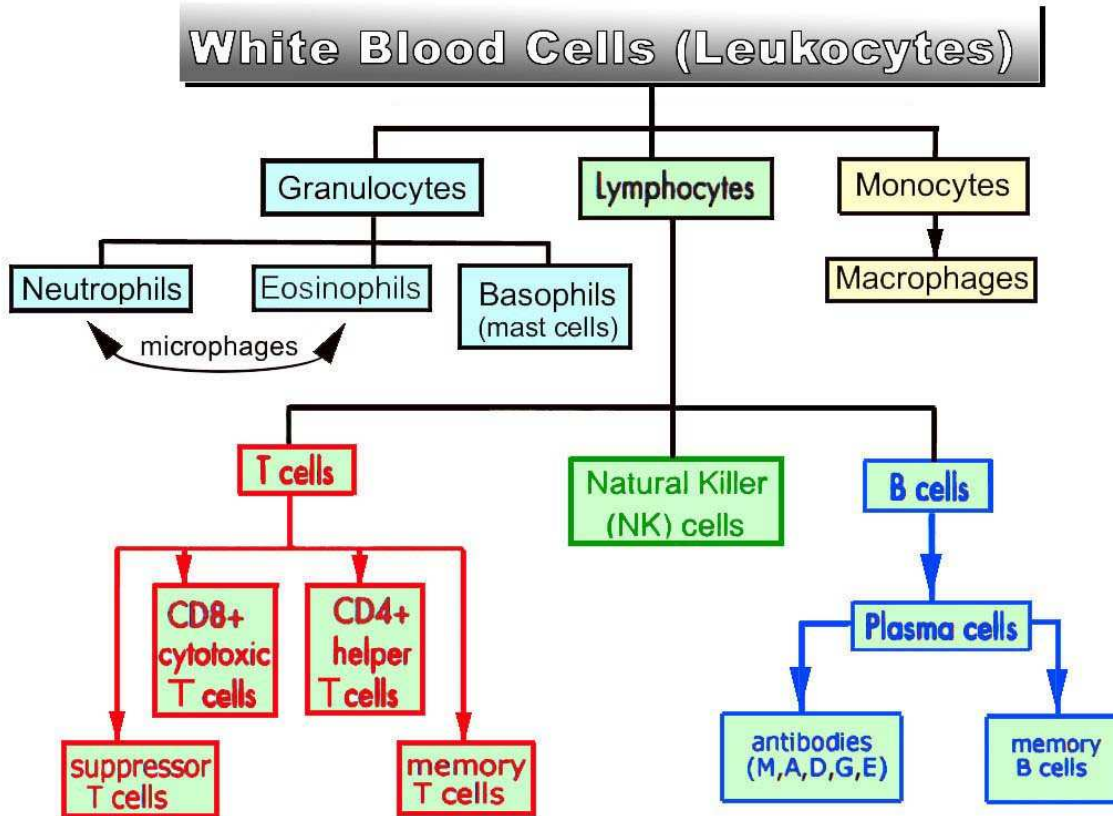 White Blood Cells (Leukocytes)
Granulocytes
Lymphocytes
Monocytes
Neutrophils
Eosinophils
Basophils
(mast cells)
Macrophages
microphages
T cells
Natural Killer
(NK) cells
B cells
CD8+
cytotoxic
T cells
CD4+
helper
T cells
Plasma cells
suppressor
T cells
memory
T cells
antibodies
(M,A,D,G,E)
memory
B cells